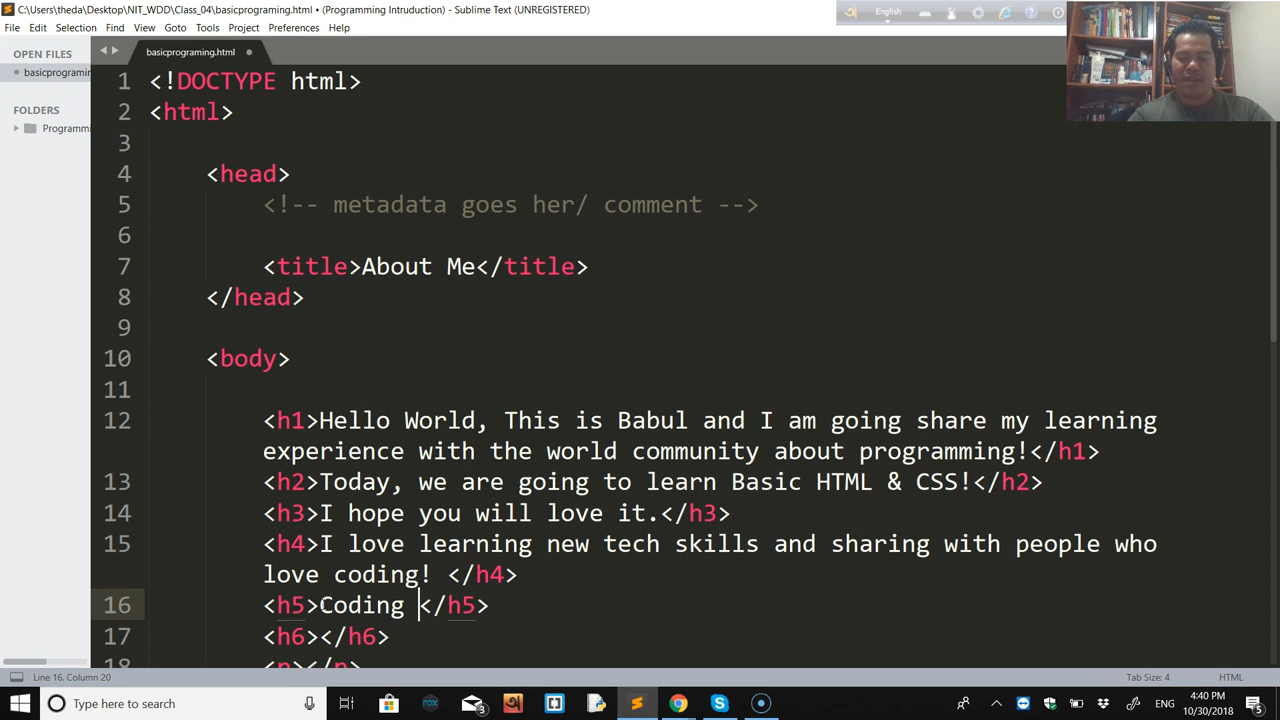 C:\Users\theda\Desktop\NIT_WDD\Class_04\basicprograming.html • (Programming Intruduction) - Sublime Text (UNREGISTERED)
English
File Edit Selection Find View Goto Tools Project Preferences Help
OPEN FILES
basicprograming
FOLDERS
Programm
basicprograming.html
1 <!DOCTYPE html>
2 <html>
3
4 <head>
5 <!-- metadata goes her/ comment -->
6
7 <title>About Me</title>
8 </head>
9
10 <body>
11
12 <h1>Hello World, This is Babul and I am going share my learning
experience with the world community about programming!</h1>
13 <h2>Today, we are going to learn Basic HTML & CSS!</h2>
14 <h3>I hope you will love it.</h3>
15 <h4>I love learning new tech skills and sharing with people who
love coding! </h4>
16 <h5>Coding </h5>
17 <h6></h6>
18 <p></p>
Line 16, Column 20
Tab Size: 4
HTML
Type here to search
3
ENG
4:40 PM
10/30/2018
5